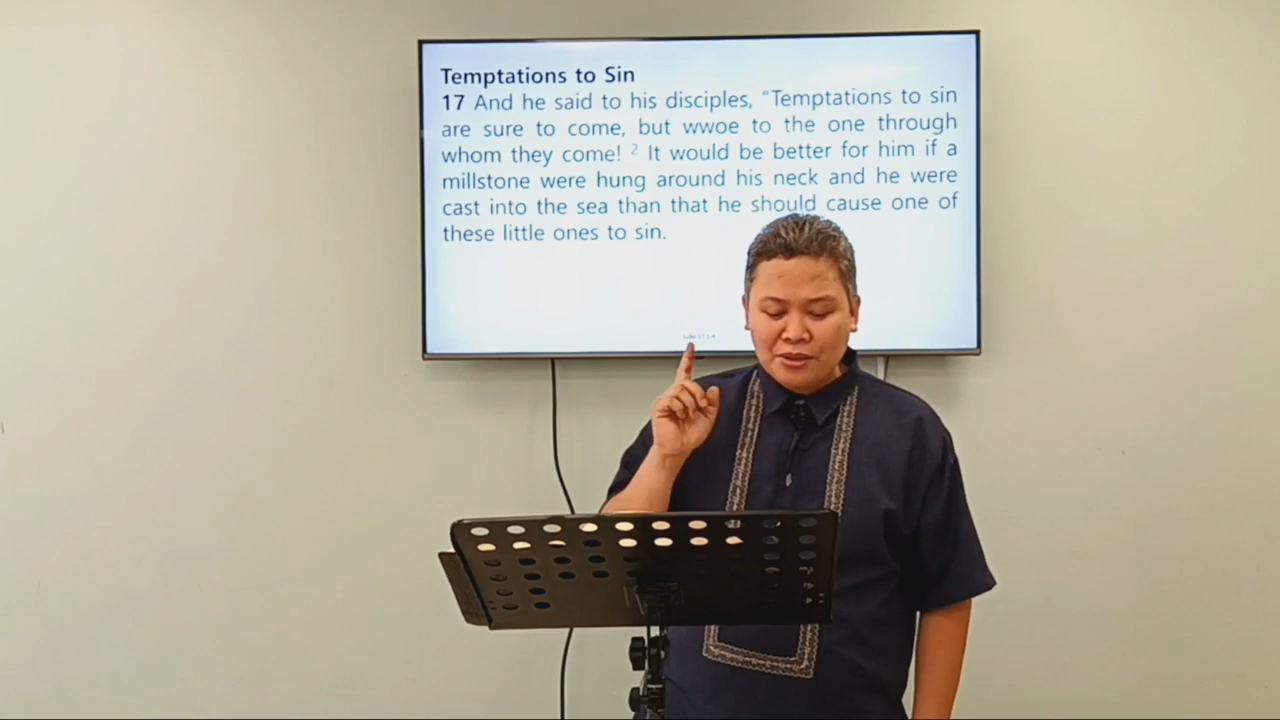 Temptations to Sin
17 And he said to his disciples, “Temptations to sin
are sure to come, but wwoe to the one through
whom they come! 2 It would be better for him if a
millstone were hung around his neck and he were
cast into the sea than that he should cause one of
these little ones to sin.